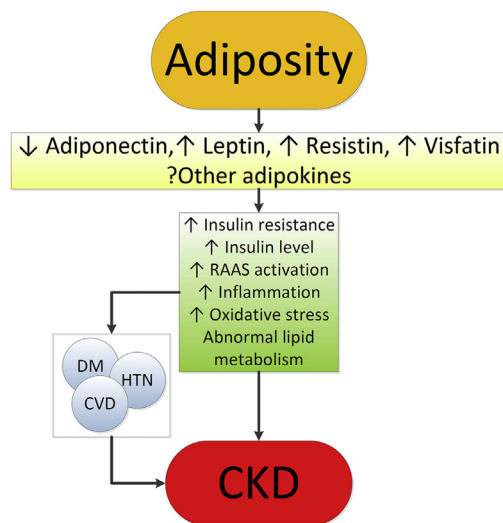 Adiposity
↓ Adiponectin,↑ Leptin, ↑ Resistin, ↑ Visfatin
?Other adipokines
↑ Insulin resistance
↑ Insulin level
↑ RAAS activation
↑ Inflammation
↑ Oxidative stress
Abnormal lipid
metabolism
DM
HTN
CVD
CKD